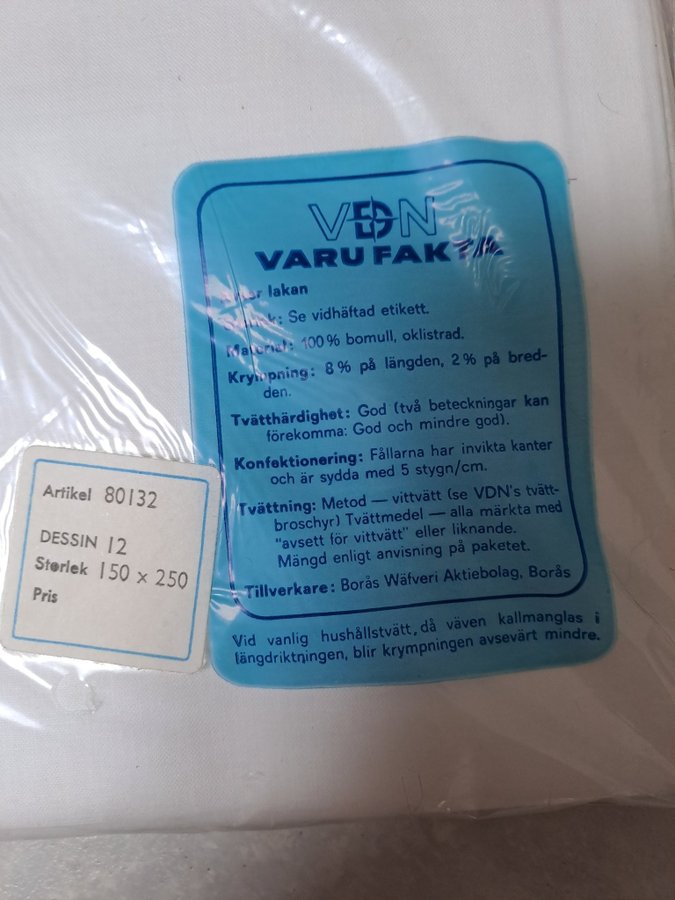 VDN
VARUFAKTA
lakan
Se vidhäftad etikett.
Material: 100 % bomull, oklistrad.
Krympning: 8 % på längden, 2 % på bred-
den.
Tvätthärdighet: God (två beteckningar kan
förekomma: God och mindre god).
Konfektionering: Fållarna har invikta kanter
och är sydda med 5 stygn/cm.
Tvättning: Metod — vittvätt (se VDN's tvätt-
broschyr) Tvättmedel — alla märkta med
"avsett för vittvätt" eller liknande.
Mängd enligt anvisning på paketet.
Tillverkare: Borås Wäfveri Aktiebolag, Borås
Vid vanlig hushållstvätt, då väven kallmanglas i
längdriktningen, blir krympningen avsevärt mindre.
Artikel 80132
DESSIN 12
Størlek 150 x 250
Pris